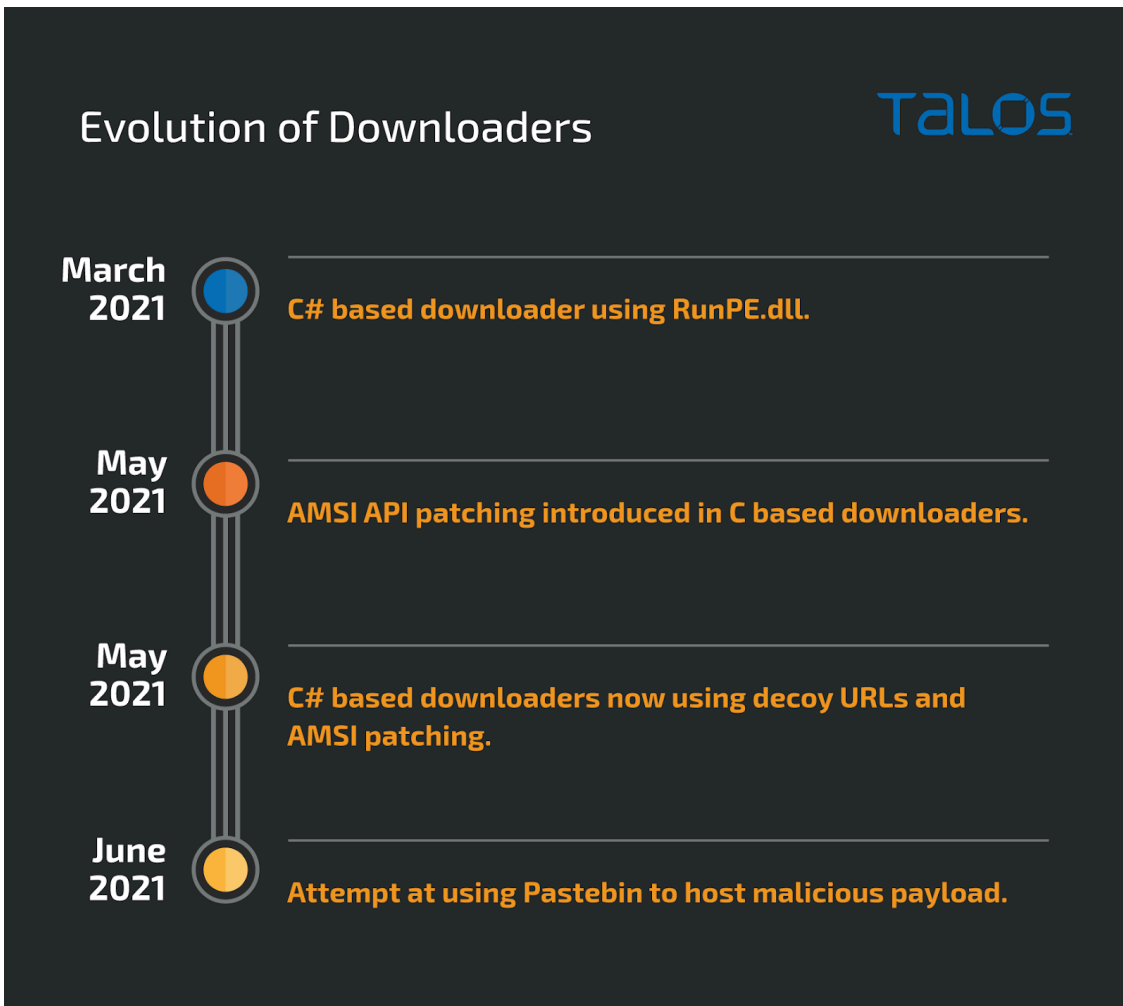 Evolution of Downloaders
TALOS
March
2021
C# based downloader using RunPE.dll.
May
2021
AMSI API patching introduced in C based downloaders.
May
2021
C# based downloaders now using decoy URLs and
AMSI patching.
June
2021
Attempt at using Pastebin to host malicious payload.